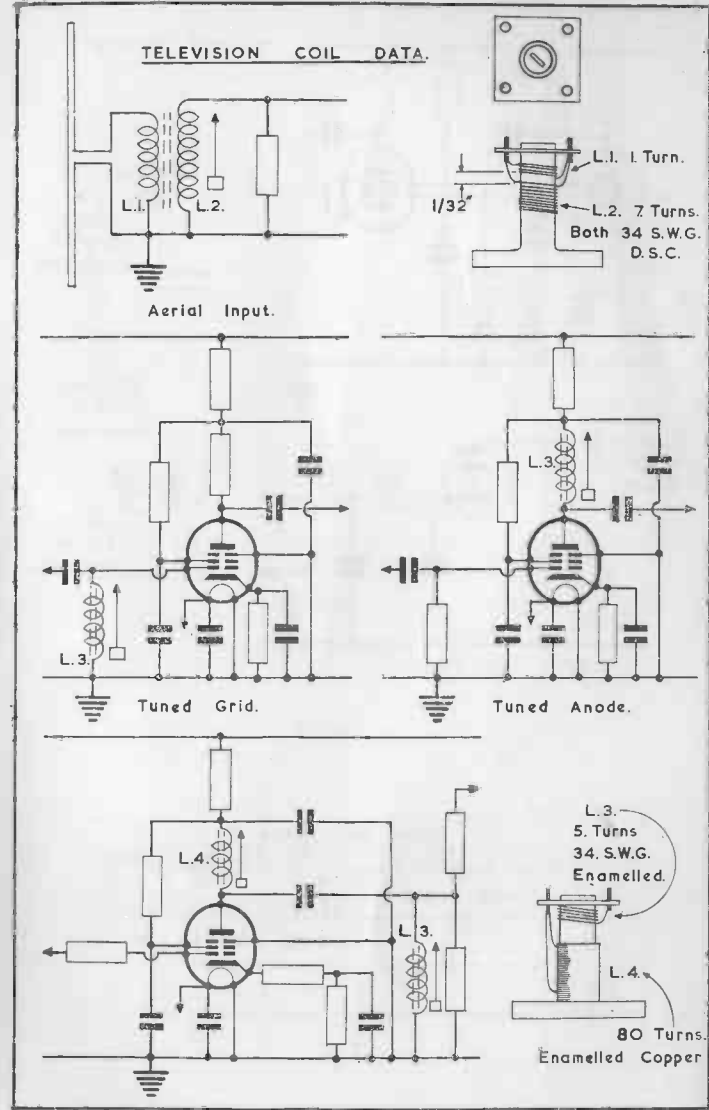 TELEVISION COIL DATA.
L.1. L.2.
Aerial Input.
L.1. 1. Turn.
1/32"
L.2. 7. Turns.
Both 34 S.W.G.
D.S.C.
L.3.
Tuned Grid.
L.3.
Tuned Anode.
L.4.
L.3.
L.3.
5. Turns
34. S.W.G.
Enamelled.
L.4.
80 Turns.
Enamelled Copper